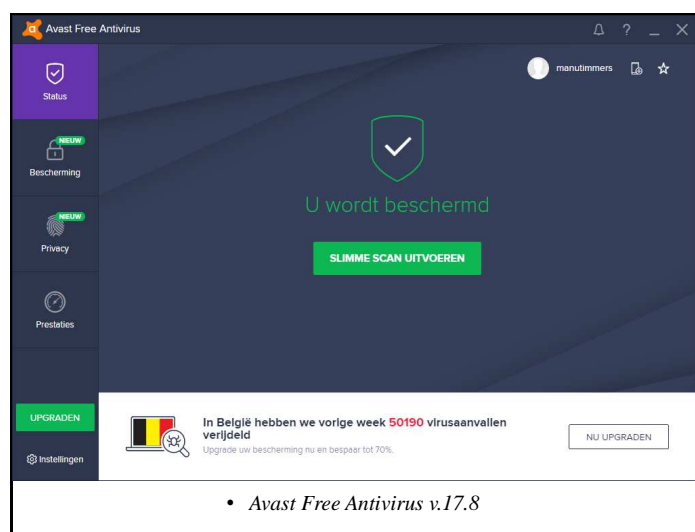 Avast Free Antivirus
manutimmers
Status
NIEUW
Bescherming
NIEUW
Privacy
Prestaties
UPGRADEN
Instellingen
U wordt beschermd
SLIMME SCAN UITVOEREN
In België hebben we vorige week 50190 virusaanvallen
verijdeld
Upgrade uw bescherming nu en bespaar tot 70%.
NU UPGRADEN
• Avast Free Antivirus v.17.8